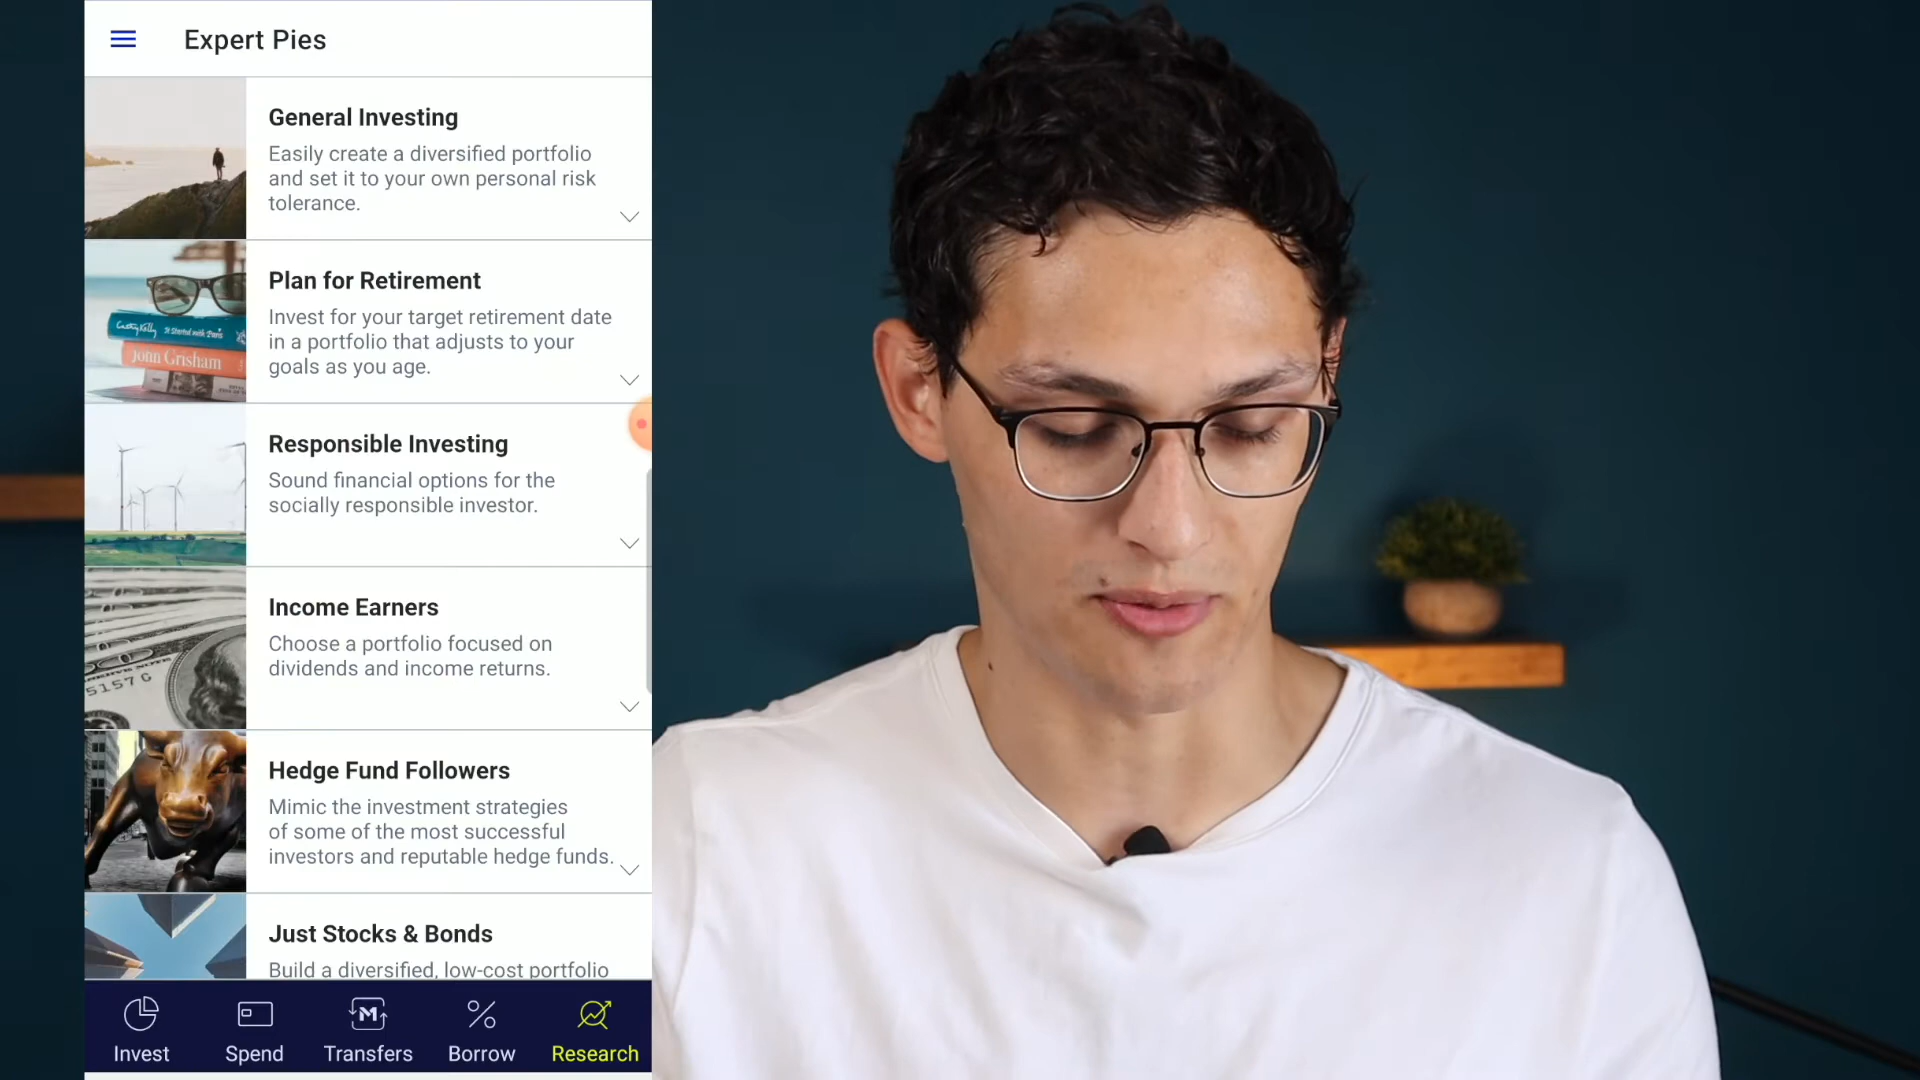 Expert Pies
General Investing
Easily create a diversified portfolio
and set it to your own personal risk
tolerance.
Plan for Retirement
Invest for your target retirement date
in a portfolio that adjusts to your
goals as you age.
John Grisham
Responsible Investing
Sound financial options for the
socially responsible investor.
Income Earners
Choose a portfolio focused on
dividends and income returns.
5157 G
Hedge Fund Followers
Mimic the investment strategies
of some of the most successful
investors and reputable hedge funds.
Just Stocks & Bonds
Build a diversified, low-cost portfolio
M
Invest
Spend
Transfers
Borrow
Research